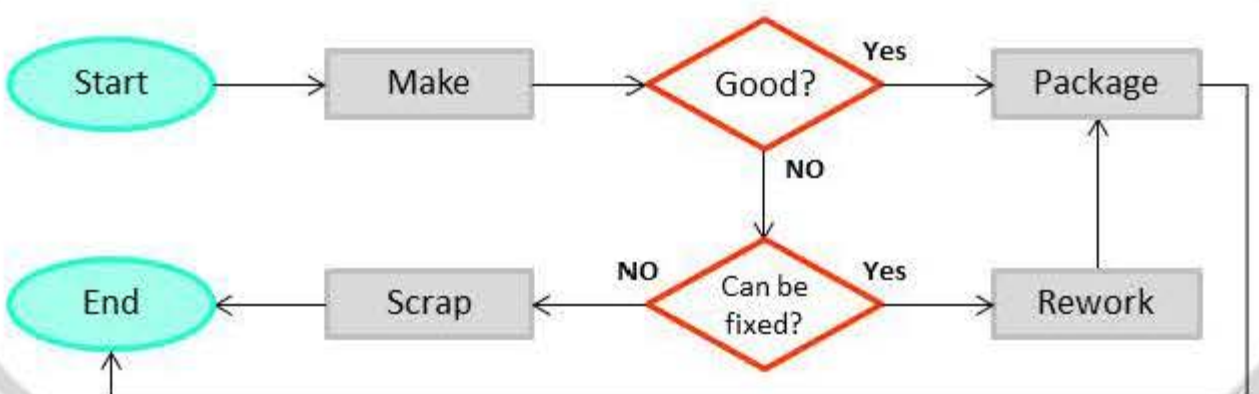 Start
Make
Good?
Yes
Package
NO
End
Scrap
NO
Can be
fixed?
Yes
Rework